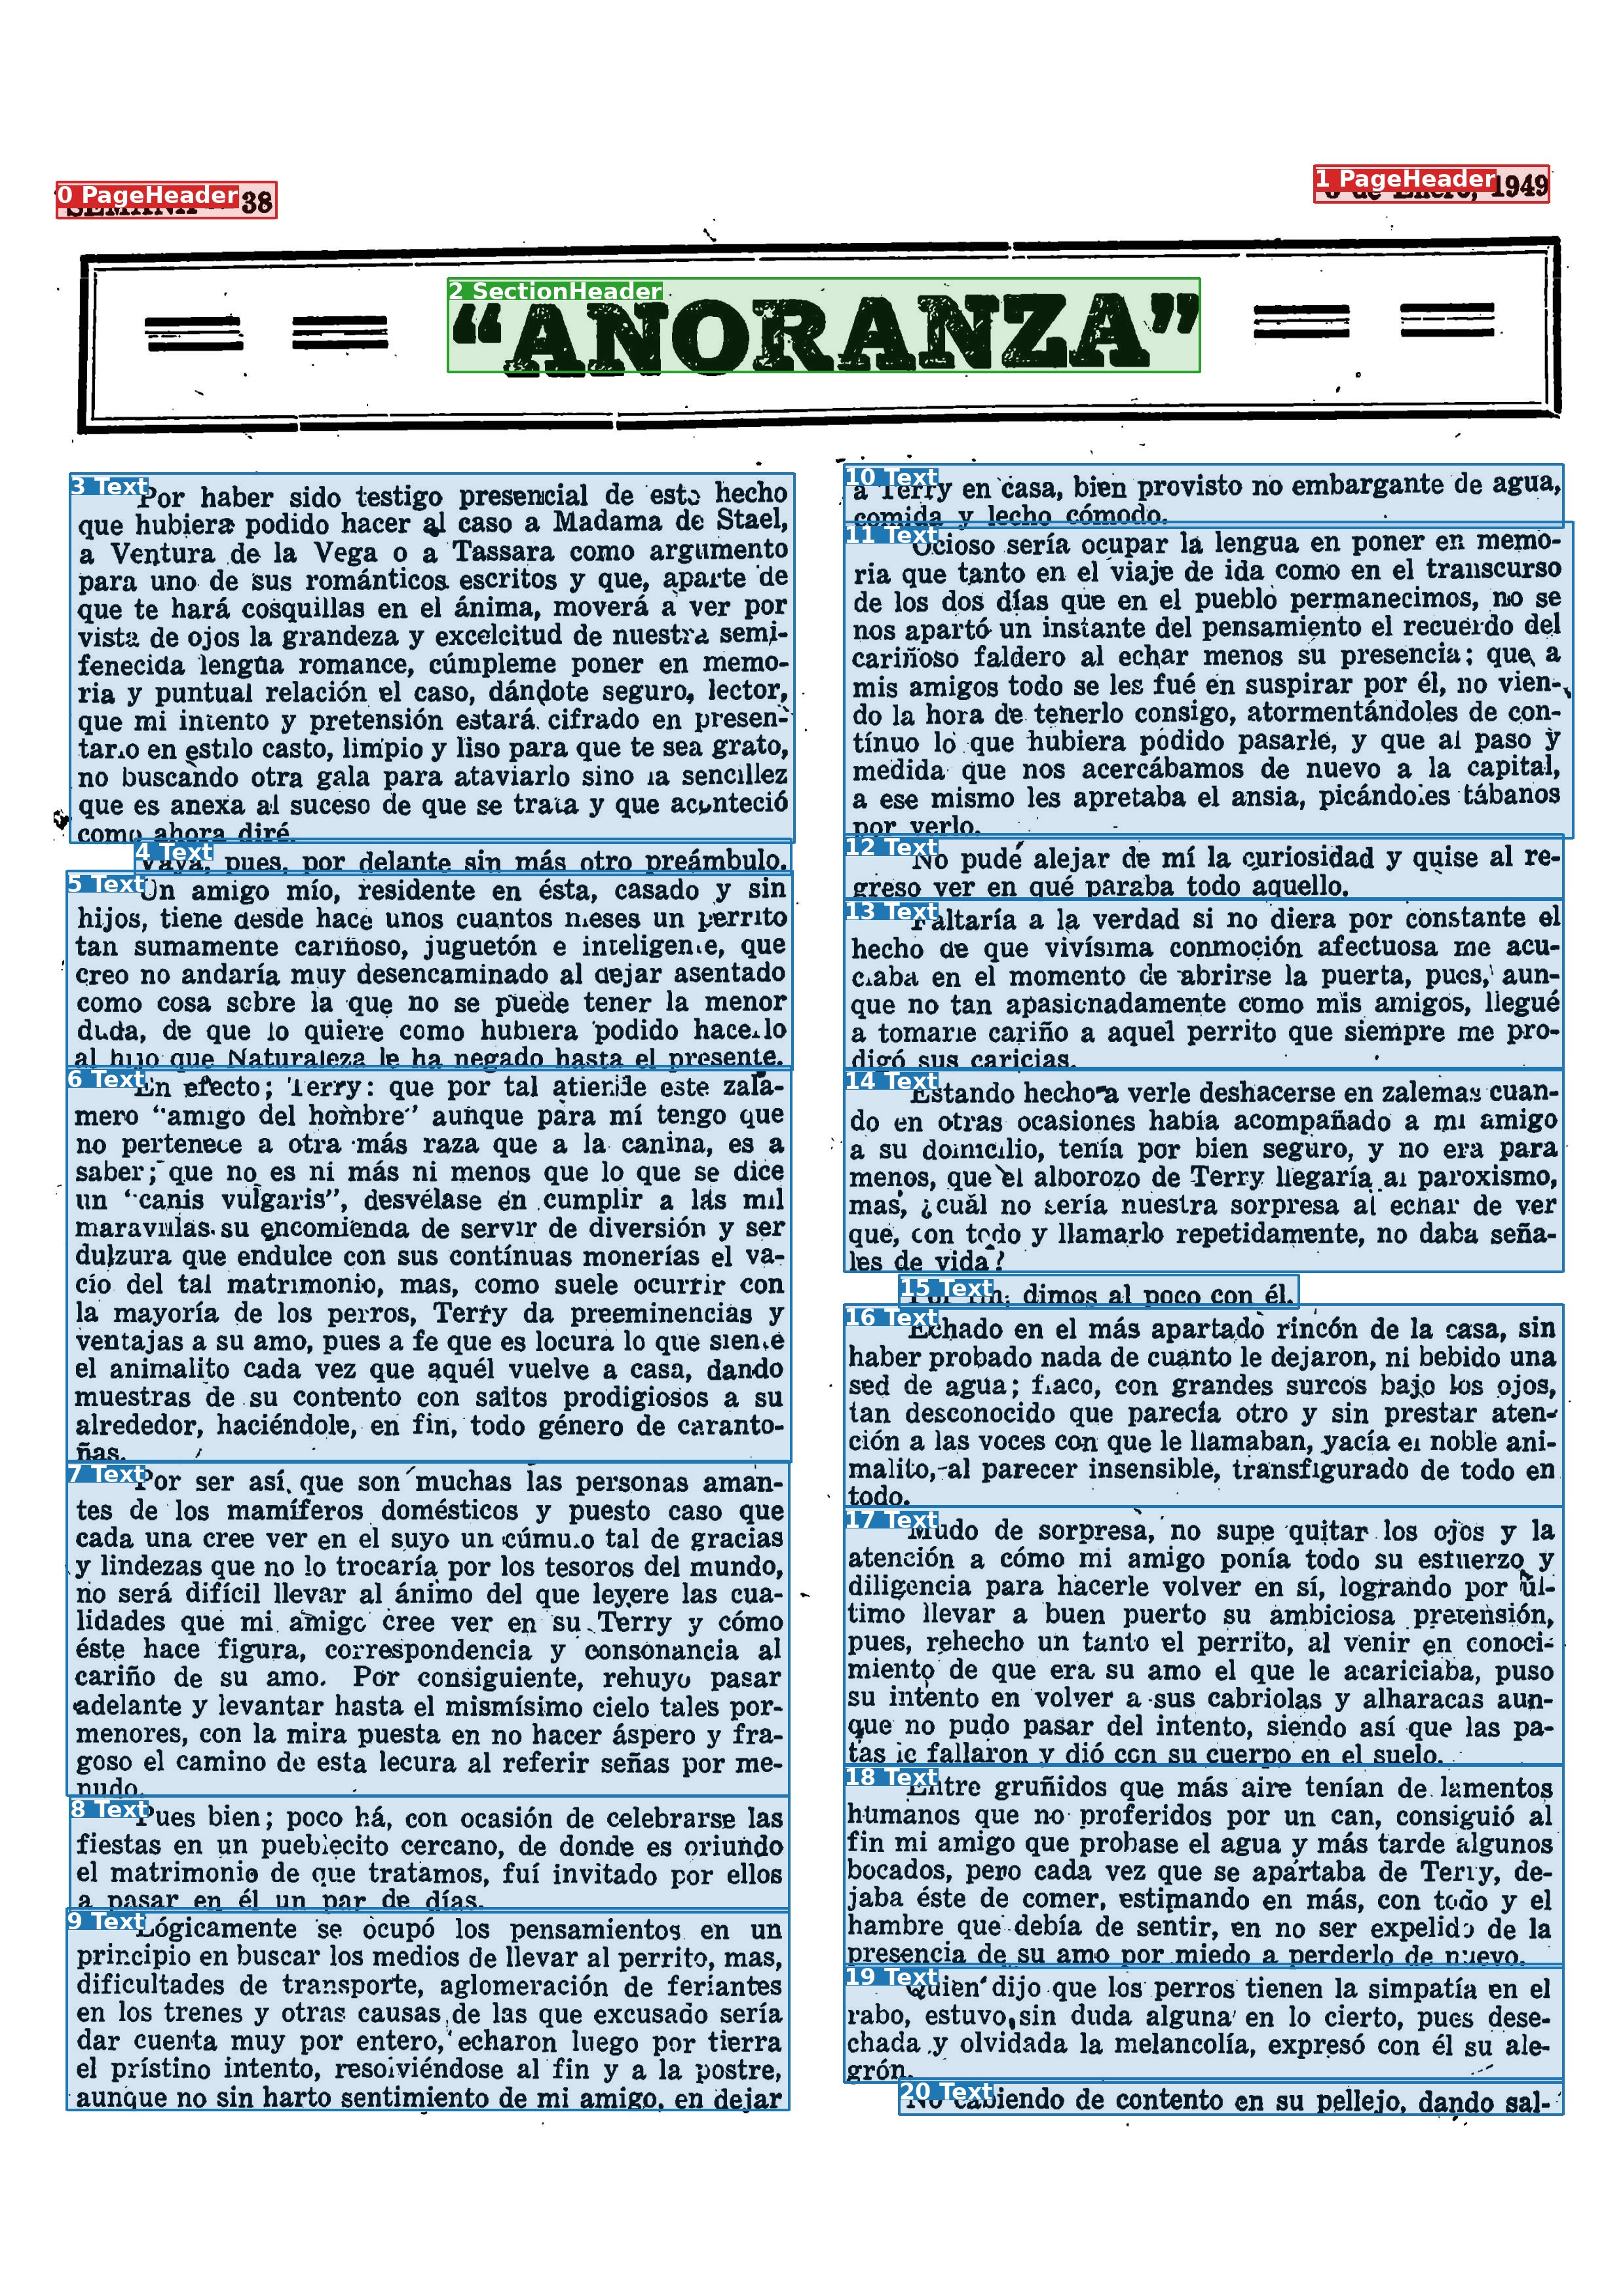 SEMANA 38
6 de Enero, 1949
“ANORANZA”
Por haber sido testigo presencial de este hecho
que hubiera podido hacer al caso a Madama de Stael,
a Ventura de la Vega o a Tassara como argumento
para uno de sus románticos escritos y que, aparte de
que te hará cosquillas en el ánima, moverá a ver por
vista de ojos la grandeza y excelcitud de nuestra semi-
fenecida lengua romance, cúmpleme poner en memo-
ria y puntual relación el caso, dándote seguro, lector,
que mi intento y pretensión estará cifrado en presen-
tarlo en estilo casto, limpio y liso para que te sea grato,
no buscando otra gala para ataviarlo sino la sencillez
que es anexa al suceso de que se trata y que aconteció
como ahora diré.
Vaya, pues, por delante sin más otro preámbulo.
Un amigo mío, residente en ésta, casado y sin
hijos, tiene desde hace unos cuantos meses un perrito
tan sumamente cariñoso, juguetón e inteligente, que
creo no andaría muy desencaminado al dejar asentado
como cosa sobre la que no se puede tener la menor
duda, de que lo quiere como hubiera podido hacerlo
al hijo que Naturaleza le ha negado hasta el presente.
En efecto; Terry: que por tal atiende este zala-
mero “amigo del hombre” aunque para mí tengo que
no pertenece a otra más raza que a la canina, es a
saber; que no es ni más ni menos que lo que se dice
un “canis vulgaris”, desvélase en cumplir a las mil
maravillas su encomienda de servir de diversión y ser
dulzura que endulce con sus contínuas monerías el va-
cío del tal matrimonio, mas, como suele ocurrir con
la mayoría de los perros, Terry da preeminencias y
ventajas a su amo, pues a fe que es locura lo que siente
el animalito cada vez que aquél vuelve a casa, dando
muestras de su contento con saltos prodigiosos a su
alrededor, haciéndole, en fin, todo género de caranto-
ñas.
Por ser así, que son muchas las personas aman-
tes de los mamíferos domésticos y puesto caso que
cada una cree ver en el suyo un cúmulo tal de gracias
y lindezas que no lo trocaría por los tesoros del mundo,
no será difícil llevar al ánimo del que leyere las cua-
lidades que mi amigo cree ver en su Terry y cómo
éste hace figura, correspondencia y consonancia al
cariño de su amo. Por consiguiente, rehuyo pasar
adelante y levantar hasta el mismísimo cielo tales por-
menores, con la mira puesta en no hacer áspero y fra-
goso el camino de esta lecura al referir señas por me-
nudo.
Pues bien; poco há, con ocasión de celebrarse las
fiestas en un pueblecito cercano, de donde es oriundo
el matrimonio de que tratamos, fuí invitado por ellos
a pasar en él un par de días.
Lógicamente se ocupó los pensamientos en un
principio en buscar los medios de llevar al perrito, mas,
dificultades de transporte, aglomeración de feriantes
en los trenes y otras causas de las que excusado sería
dar cuenta muy por entero, echaron luego por tierra
el prístino intento, resolviéndose al fin y a la postre,
aunque no sin harto sentimiento de mi amigo, en dejar
a Terry en casa, bien provisto no embargante de agua,
comida y lecho cómodo.
Ocioso sería ocupar la lengua en poner en memo-
ria que tanto en el viaje de ida como en el transcurso
de los dos días que en el pueblo permanecimos, no se
nos apartó un instante del pensamiento el recuerdo del
cariñoso faldero al echar menos su presencia; que a
mis amigos todo se les fué en suspirar por él, no vien-
do la hora de tenerlo consigo, atormentándoles de con-
tínuo lo que hubiera podido pasarle, y que al paso y
medida que nos acercábamos de nuevo a la capital,
a ese mismo les apretaba el ansia, picándoles tábanos
por verlo.
No pude alejar de mí la curiosidad y quise al re-
greso ver en qué paraba todo aquello.
Faltaría a la verdad si no diera por constante el
hecho de que vivísima conmoción afectuosa me acu-
ciaba en el momento de abrirse la puerta, pues, aun-
que no tan apasionadamente como mis amigos, llegué
a tomarle cariño a aquel perrito que siempre me pro-
digó sus caricias.
Estando hecho a verle deshacerse en zalemas cuan-
do en otras ocasiones había acompañado a mi amigo
a su domicilio, tenía por bien seguro, y no era para
menos, que el alborozo de Terry llegaría al paroxismo,
mas, ¿cuál no sería nuestra sorpresa al echar de ver
que, con todo y llamarlo repetidamente, no daba seña-
les de vida?
Por fin; dimos al poco con él.
Echado en el más apartado rincón de la casa, sin
haber probado nada de cuanto le dejaron, ni bebido una
sed de agua; flaco, con grandes surcos bajo los ojos,
tan desconocido que parecía otro y sin prestar aten-
ción a las voces con que le llamaban, yacía el noble ani-
malito, al parecer insensible, transfigurado de todo en
todo.
Mudo de sorpresa, no supe quitar los ojos y la
atención a cómo mi amigo ponía todo su esfuerzo y
diligencia para hacerle volver en sí, logrando por úl-
timo llevar a buen puerto su ambiciosa pretensión,
pues, rehecho un tanto el perrito, al venir en conoci-
miento de que era su amo el que le acariciaba, puso
su intento en volver a sus cabriolas y alharacas aun-
que no pudo pasar del intento, siendo así que las pa-
tas le fallaron y dió con su cuerpo en el suelo.
Entre gruñidos que más aire tenían de lamentos
humanos que no proferidos por un can, consiguió al
fin mi amigo que probase el agua y más tarde algunos
bocados, pero cada vez que se apartaba de Terry, de-
jaba éste de comer, estimando en más, con todo y el
hambre que debía de sentir, en no ser expelido de la
presencia de su amo por miedo a perderlo de nuevo.
Quien dijo que los perros tienen la simpatía en el
rabo, estuvo, sin duda alguna en lo cierto, pues dese-
chada y olvidada la melancolía, expresó con él su ale-
grón.
No cabiendo de contento en su pellejo, dando sal-